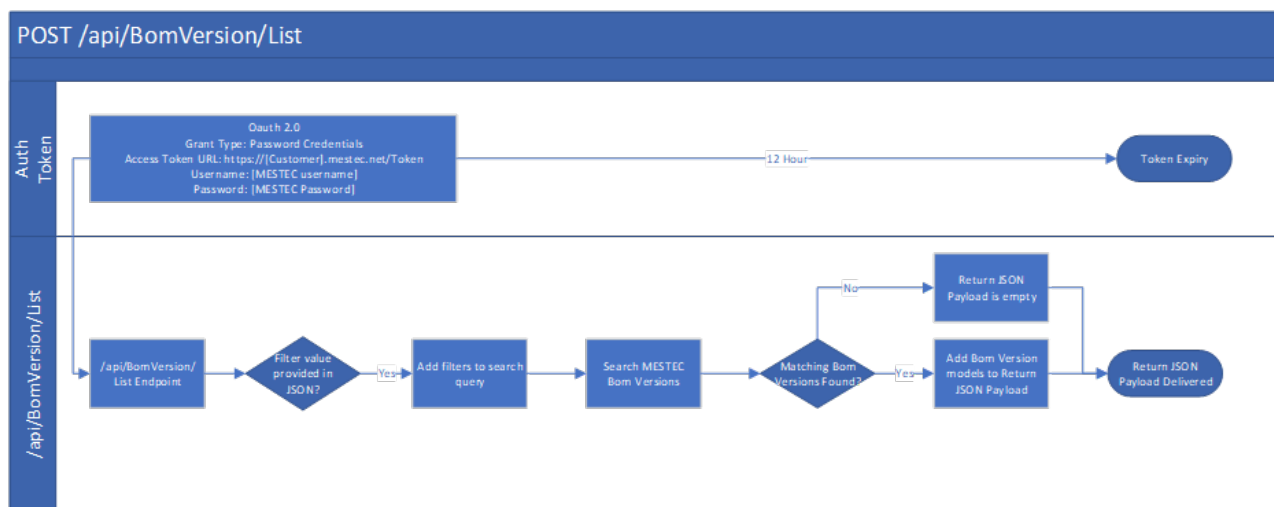 POST /api/BomVersion/List
Auth
Token
Oauth 2.0
Grant Type: Password Credentials
Access Token URL: https://[Customer].mestec.net/Token
Username: [MESTEC username]
Password: [MESTEC Password]
12 Hour
Token Expiry
/api/BomVersion/List
/api/BomVersion/
List Endpoint
Filter value
provided in
JSON?
Yes
Add filters to search
query
Search MESTEC
Bom Versions
Matching Bom
Versions Found?
No
Return JSON
Payload is empty
Yes
Add Bom Version
models to Return
JSON Payload
Return JSON
Payload Delivered